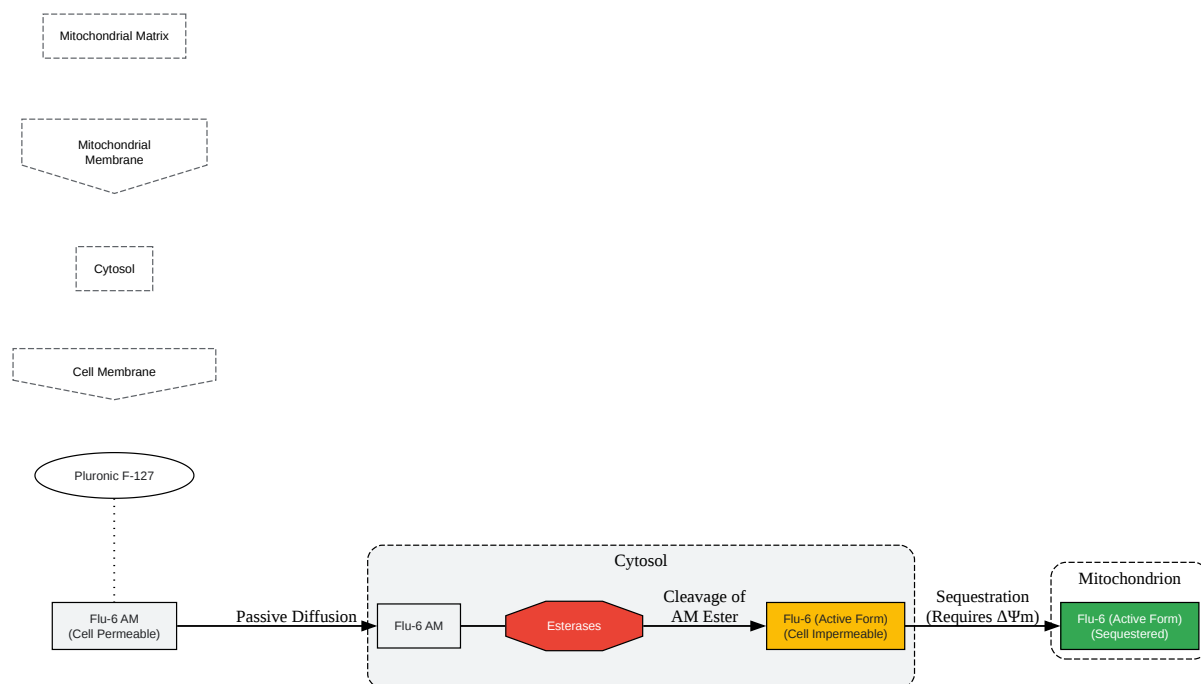 Mitochondrial Matrix
Mitochondrial
Membrane
Cytosol
Cell Membrane
Pluronic F-127
Cytosol
Mitochondrion
Flu-6 AM
(Cell Permeable)
Passive Diffusion
Flu-6 AM
Esterases
Cleavage of
AM Ester
Flu-6 (Active Form)
(Cell Impermeable)
Sequestration
(Requires ΔΨm)
Flu-6 (Active Form)
(Sequestered)